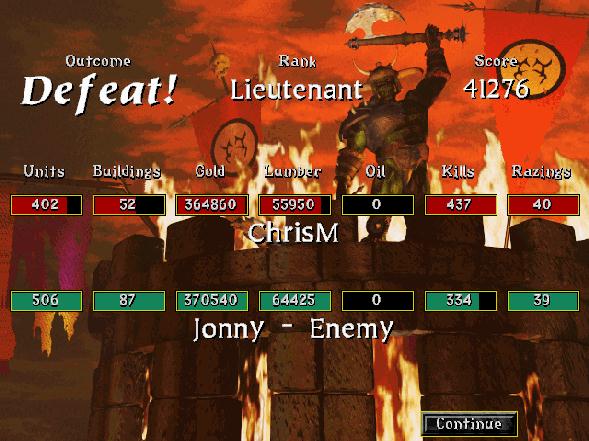 Outcome Rank Score
Defeat! Lieutenant 41276
Units Buildings Gold Lumber Oil Kills Razings
402 52 364860 55950 0 437 40
ChrisM
506 87 370540 64425 0 334 39
Jonny - Enemy
Continue